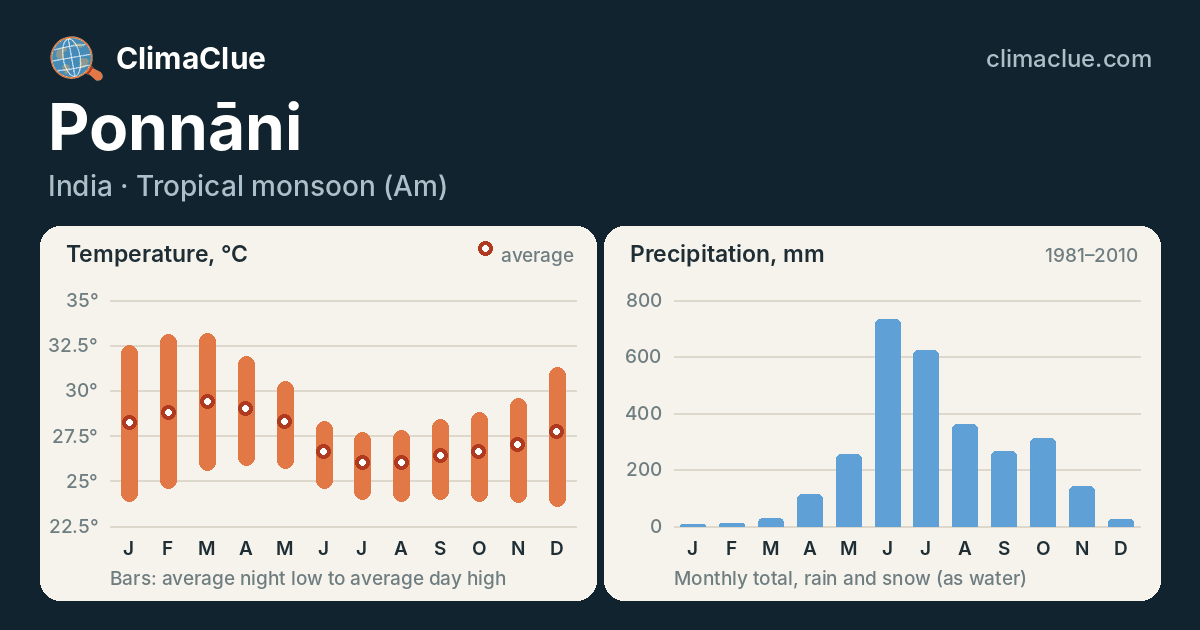 ClimaClue
climaclue.com
Ponnāni
India · Tropical monsoon (Am)
Temperature, °C
average
35°
32.5°
30°
27.5°
25°
22.5°
J F M A M J J A S O N D
Bars: average night low to average day high
Precipitation, mm
1981–2010
800
600
400
200
0
J F M A M J J A S O N D
Monthly total, rain and snow (as water)